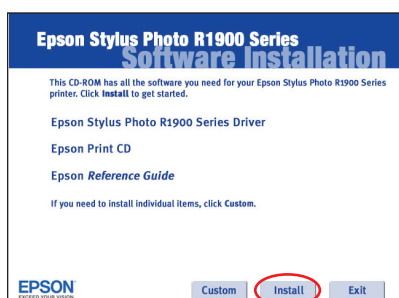 Epson Stylus Photo R1900 Series
Software Installation
This CD-ROM has all the software you need for your Epson Stylus Photo R1900 Series
printer. Click Install to get started.
Epson Stylus Photo R1900 Series Driver
Epson Print CD
Epson Reference Guide
If you need to install individual items, click Custom.
EPSON
EXCEED YOUR VISION
Custom Install Exit